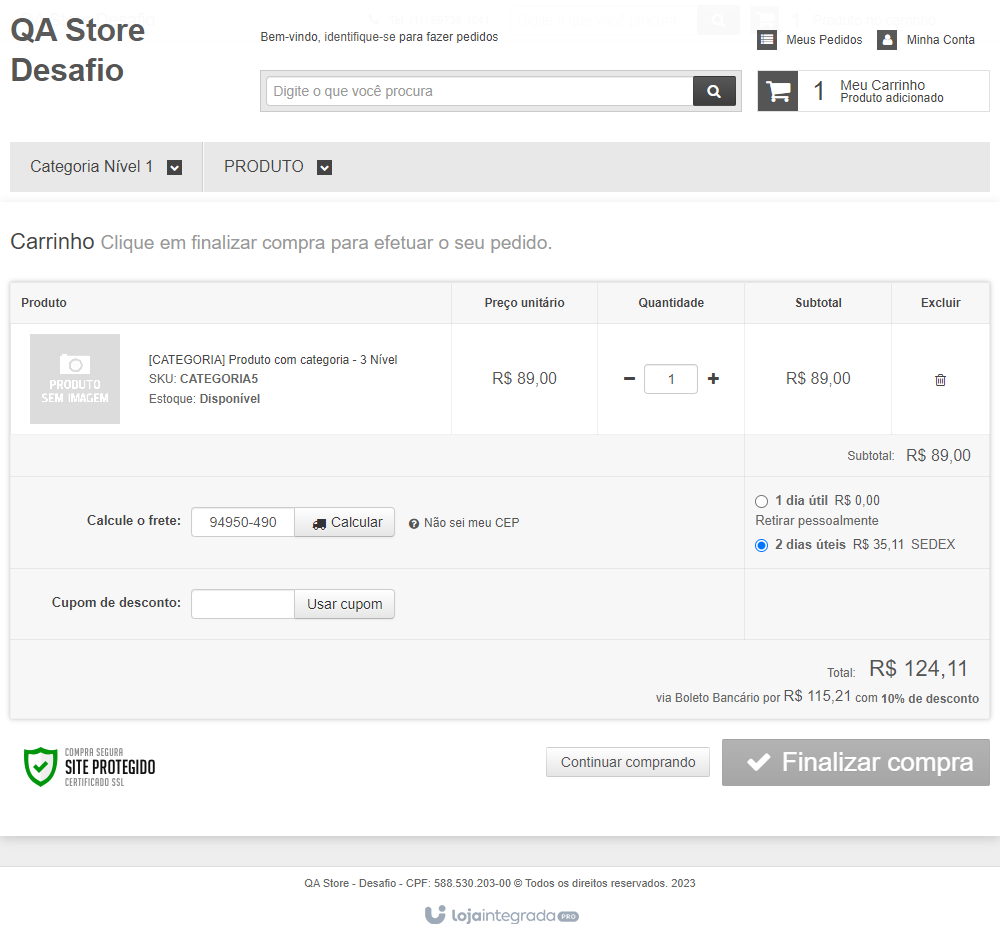 QA Store
Desafio
Bem-vindo, identifique-se para fazer pedidos
Meus Pedidos
Minha Conta
Digite o que você procura
1
Meu Carrinho
Produto adicionado
Categoria Nível 1
PRODUTO
Carrinho Clique em finalizar compra para efetuar o seu pedido.
Produto
Preço unitário
Quantidade
Subtotal
Excluir
PRODUTO
SEM IMAGEM
[CATEGORIA] Produto com categoria - 3 Nível
SKU: CATEGORIA5
Estoque: Disponível
R$ 89,00
1
R$ 89,00
Subtotal: R$ 89,00
Calcule o frete:
94950-490
Calcular
Não sei meu CEP
1 dia útil R$ 0,00
Retirar pessoalmente
2 dias úteis R$ 35,11 SEDEX
Cupom de desconto:
Usar cupom
Total: R$ 124,11
via Boleto Bancário por R$ 115,21 com 10% de desconto
COMPRA SEGURA
SITE PROTEGIDO
CERTIFICADO SSL
Continuar comprando
Finalizar compra
QA Store - Desafio - CPF: 588.530.203-00 © Todos os direitos reservados. 2023
lojaintegrada PRO